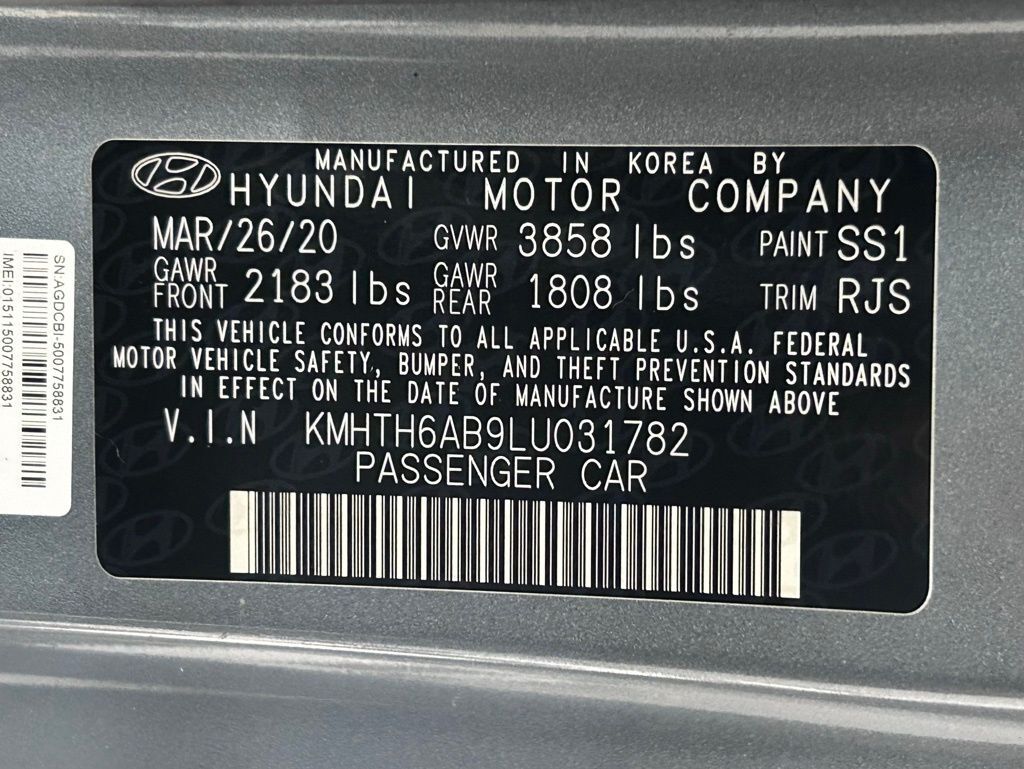 MANUFACTURED IN KOREA BY
HYUNDAI MOTOR COMPANY
MAR/26/20 GVWR 3858 lbs PAINT SS1
GAWR FRONT 2183 lbs GAWR REAR 1808 lbs TRIM RJS
THIS VEHICLE CONFORMS TO ALL APPLICABLE U.S.A. FEDERAL
MOTOR VEHICLE SAFETY, BUMPER, AND THEFT PREVENTION STANDARDS
IN EFFECT ON THE DATE OF MANUFACTURE SHOWN ABOVE
V.I.N KMHTH6AB9LU031782
PASSENGER CAR
SN:AGDCBI-5007758831
IMEI:015115007758831